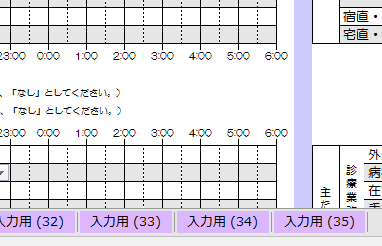 宿直・
宅直・
23:00 0:00 1:00 2:00 3:00 4:00 5:00 6:00
、「なし」としてください。）
、「なし」としてください。）
23:00 0:00 1:00 2:00 3:00 4:00 5:00 6:00
外
病
在
主た
診療業
入力用 (32) 入力用 (33) 入力用 (34) 入力用 (35)